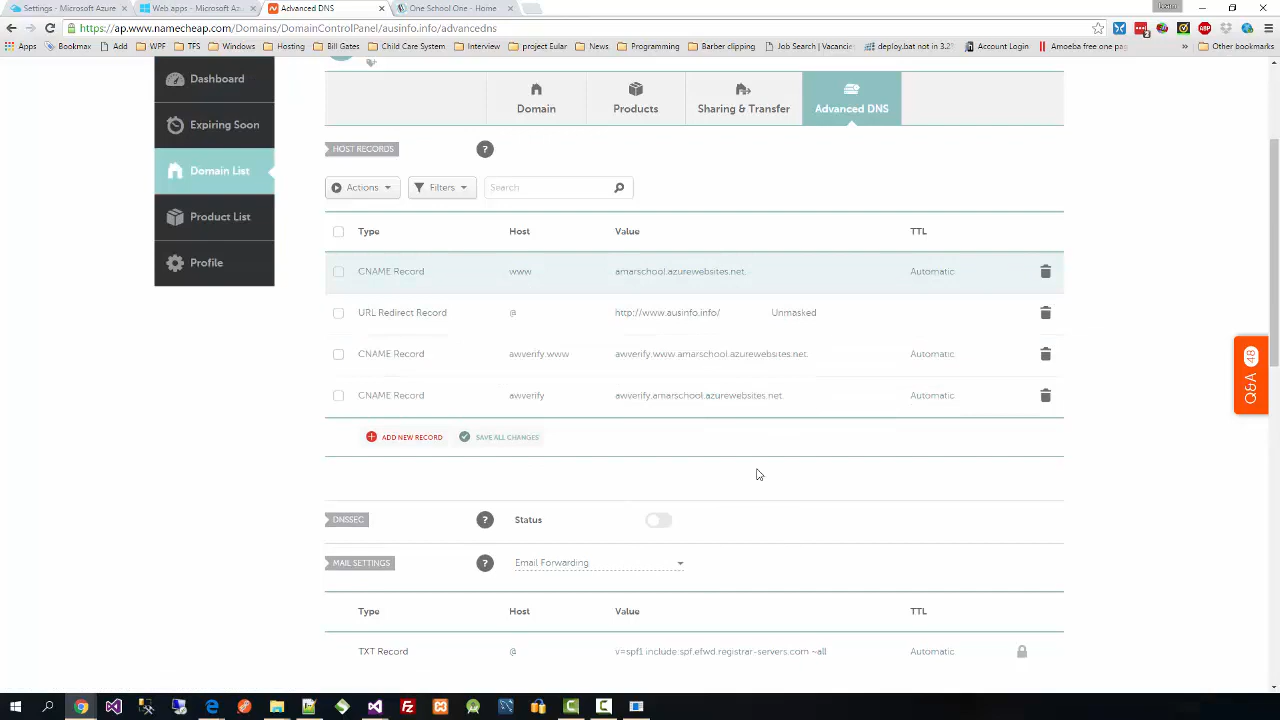 Settings - Microsoft Azure
Web apps - Microsoft Az
Advanced DNS
One School One - Home
https://ap.www.namecheap.com/Domains/DomainControlPanel/ausinfo.info/advancedns
Apps
Bookmax
Add
WPF
TFS
Windows
Hosting
Bill Gates
Child Care System
Interview
project Eular
News
Programming
Barber clipping
Job Search | Vacancie
deploy.bat not in 3.2
Account Login
Amoeba free one pag
»
Other bookmarks
Dashboard
Expiring Soon
Domain List
Product List
Profile
Domain
Products
Sharing & Transfer
Advanced DNS
HOST RECORDS
?
Actions
Filters
Search
Type Host Value TTL
CNAME Record www amarschool.azurewebsites.net. Automatic
URL Redirect Record @ http://www.ausinfo.info/ Unmasked
CNAME Record awverify.www awverify.www.amarschool.azurewebsites.net. Automatic
CNAME Record awverify awverify.amarschool.azurewebsites.net. Automatic
ADD NEW RECORD SAVE ALL CHANGES
Q&A 48
DNSSEC ? Status
MAIL SETTINGS ? Email Forwarding
Type Host Value TTL
TXT Record @ v=spf1 include:spf.efwd.registrar-servers.com ~all Automatic